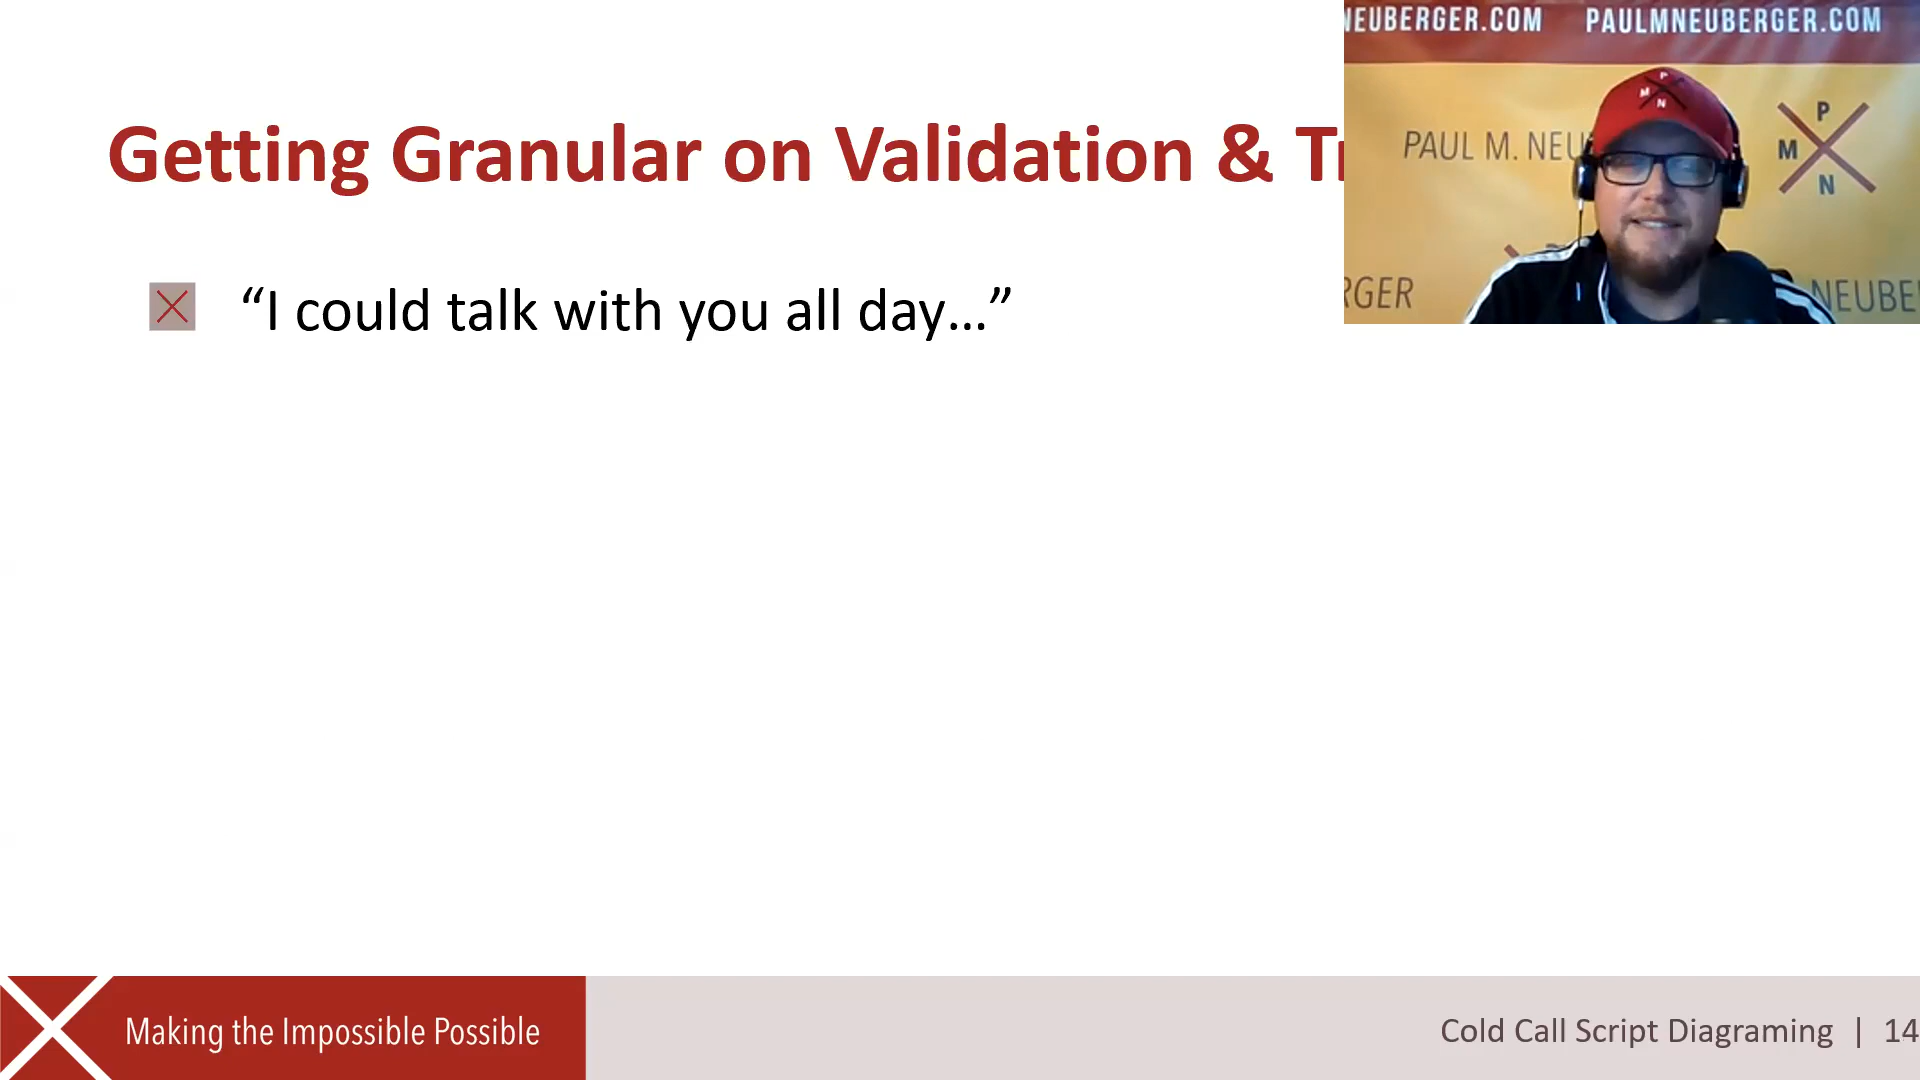 NEUBERGER.COM PAULMNEUBERGER.COM
Getting Granular on Validation & Tr
PAUL M. NEU
P
M
N
P
M
N
“I could talk with you all day…”
RGER
NEUBE
Making the Impossible Possible
Cold Call Script Diagraming | 14